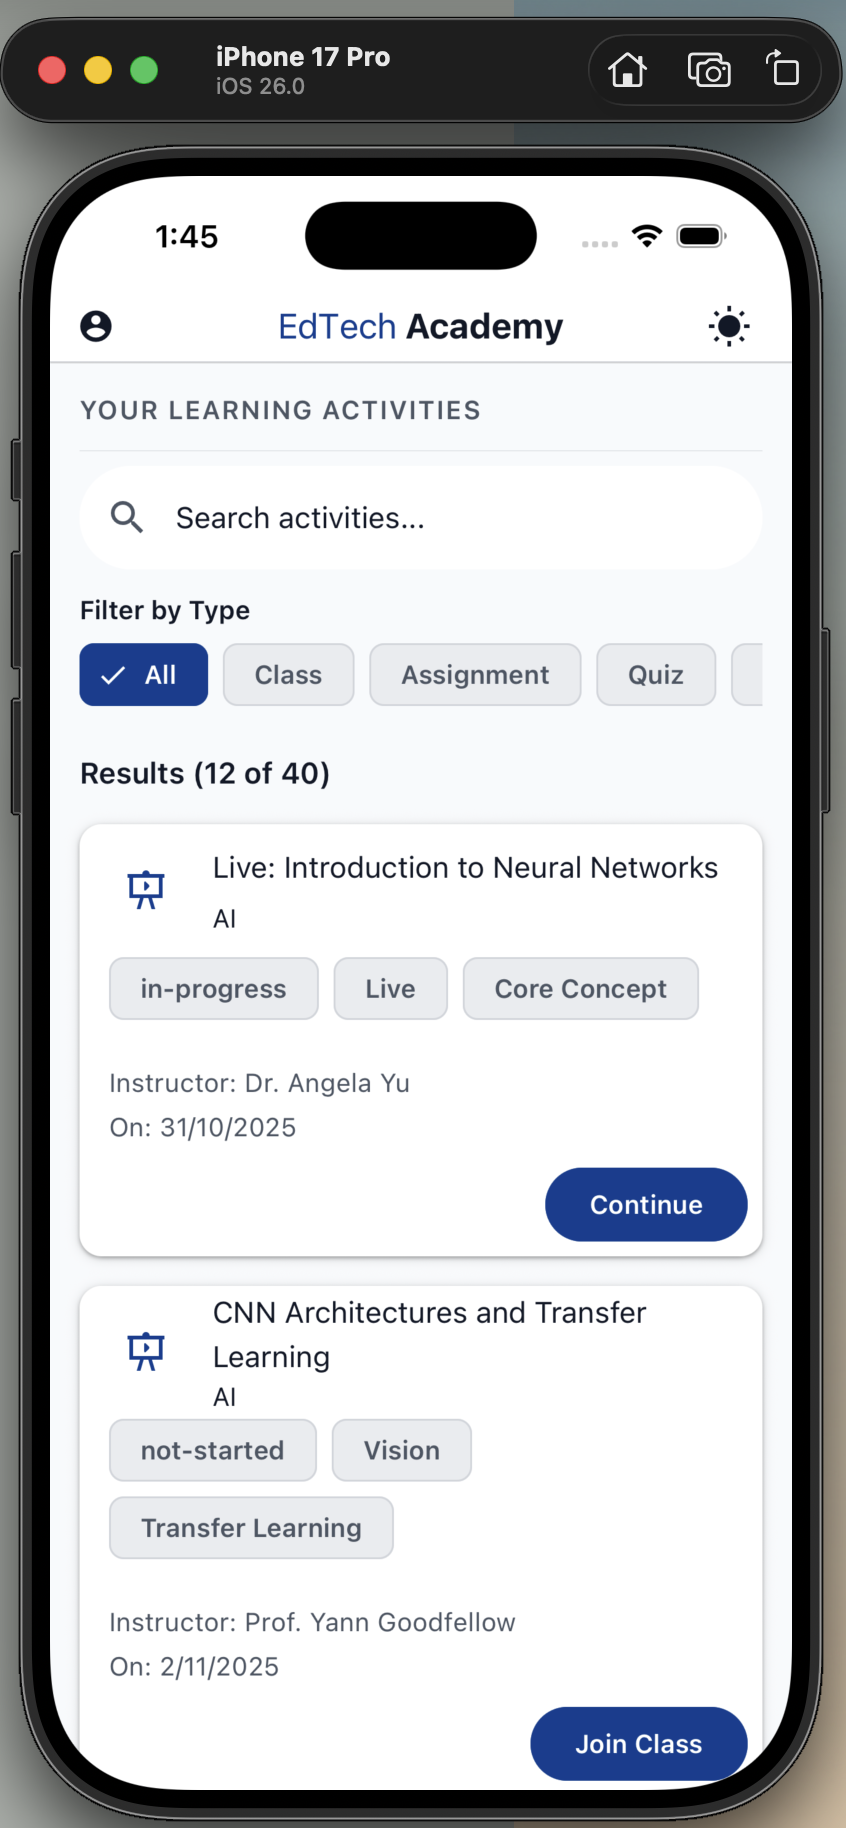 iPhone 17 Pro
iOS 26.0
1:45
EdTech Academy
YOUR LEARNING ACTIVITIES
Search activities...
Filter by Type
All Class Assignment Quiz
Results (12 of 40)
Live: Introduction to Neural Networks
AI
in-progress Live Core Concept
Instructor: Dr. Angela Yu
On: 31/10/2025
Continue
CNN Architectures and Transfer
Learning
AI
not-started Vision
Transfer Learning
Instructor: Prof. Yann Goodfellow
On: 2/11/2025
Join Class